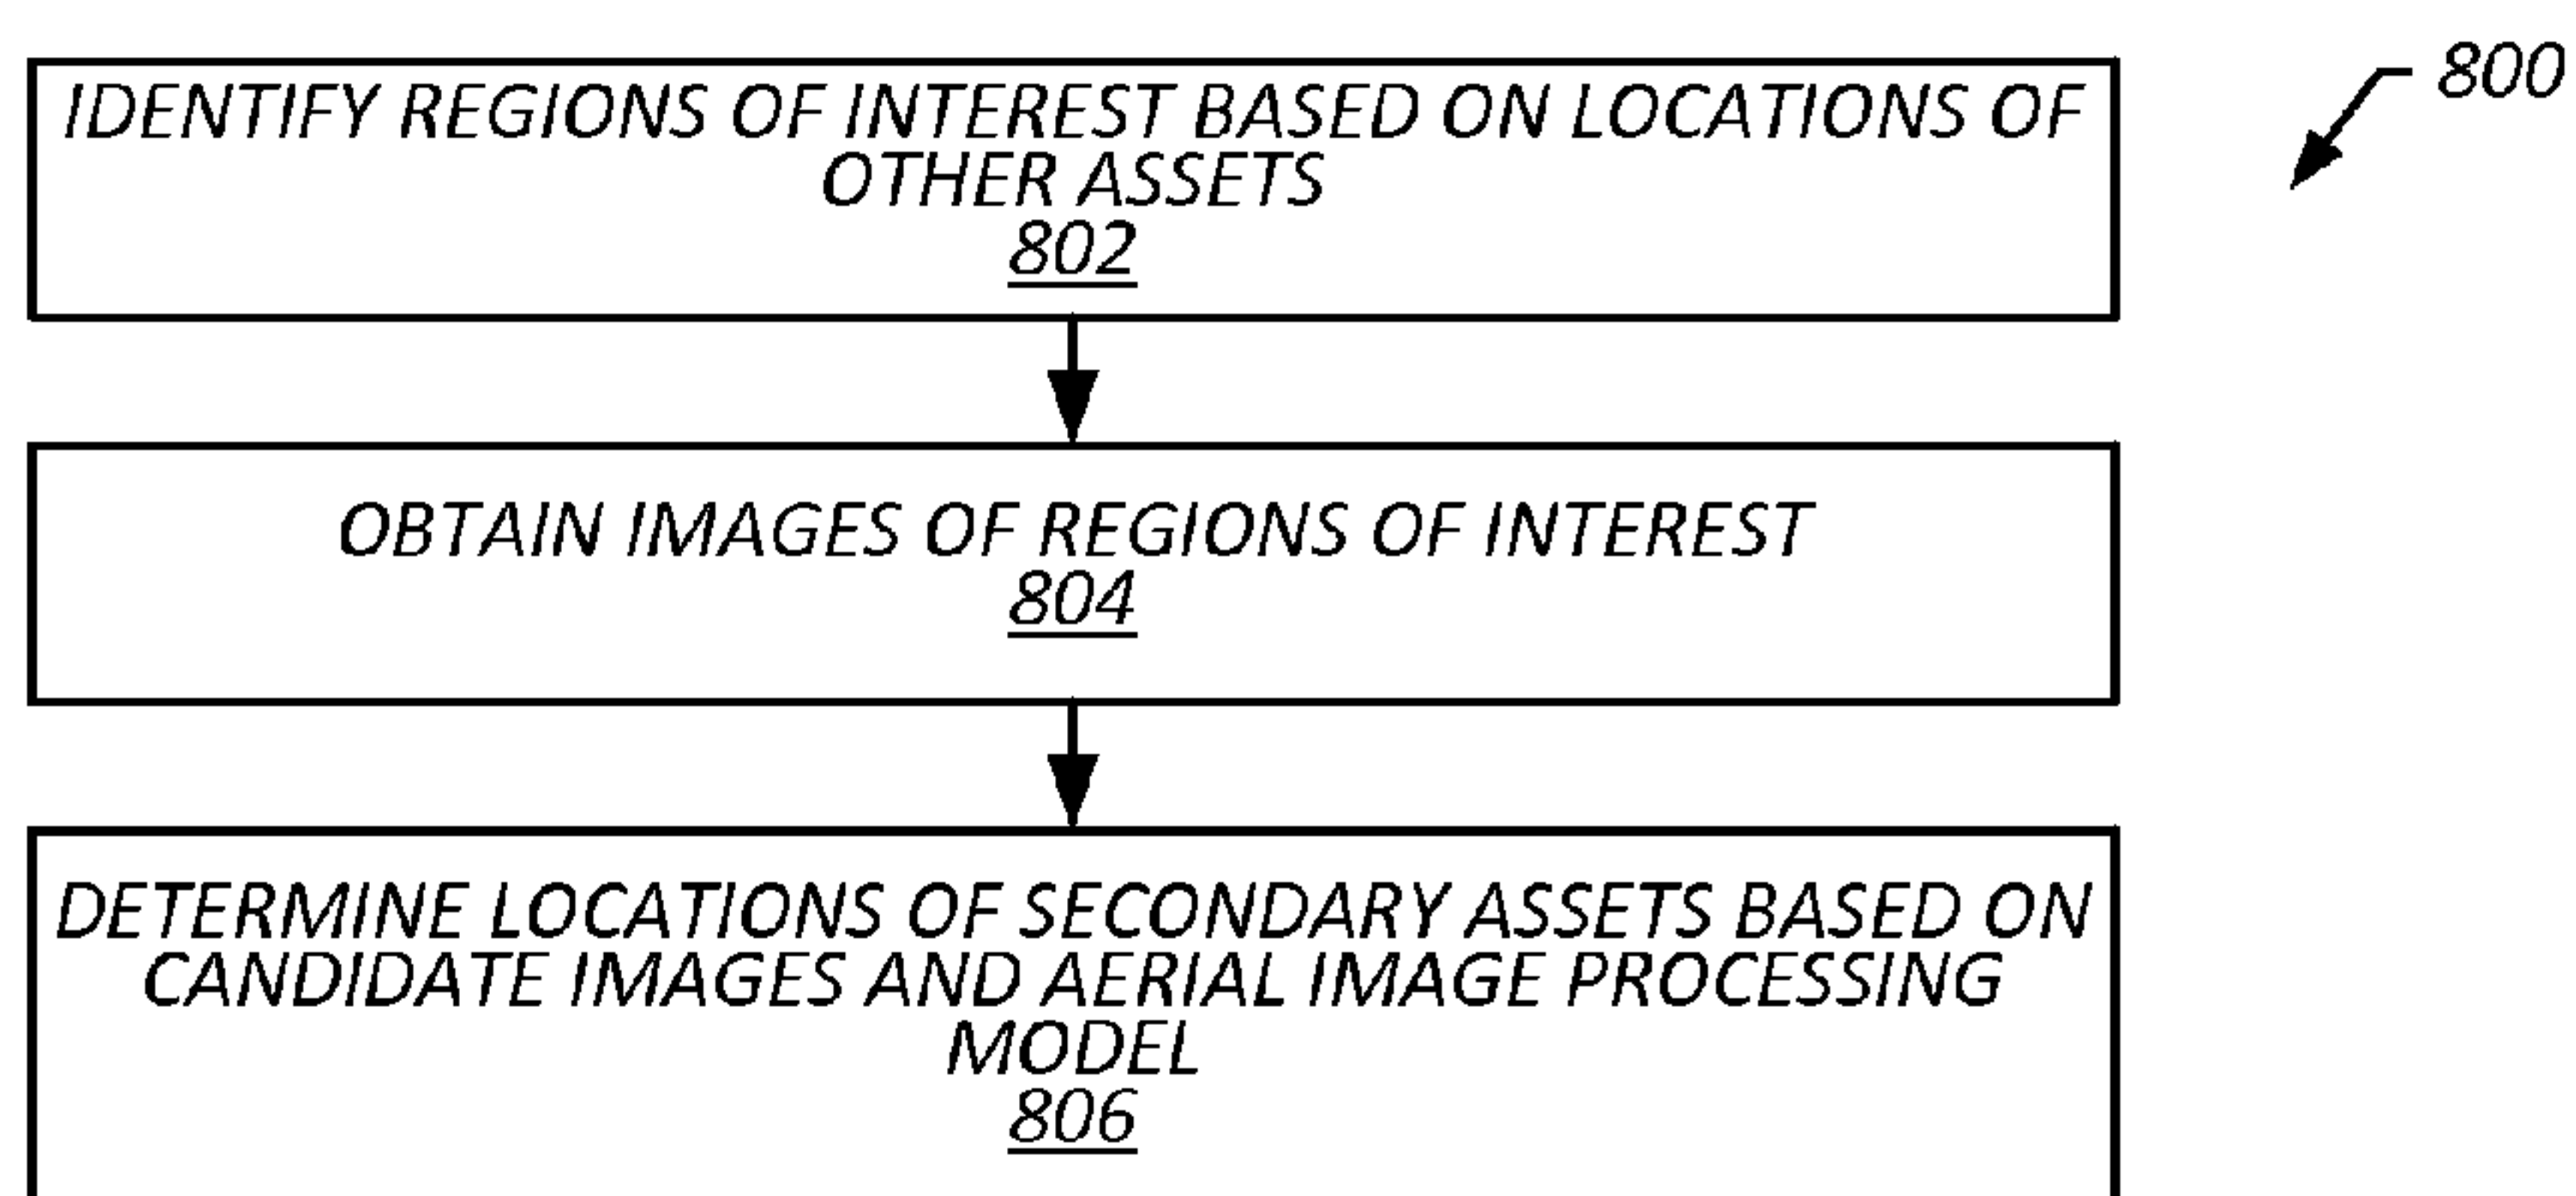 800
IDENTIFY REGIONS OF INTEREST BASED ON LOCATIONS OF
OTHER ASSETS
802
OBTAIN IMAGES OF REGIONS OF INTEREST
804
DETERMINE LOCATIONS OF SECONDARY ASSETS BASED ON
CANDIDATE IMAGES AND AERIAL IMAGE PROCESSING
MODEL
806